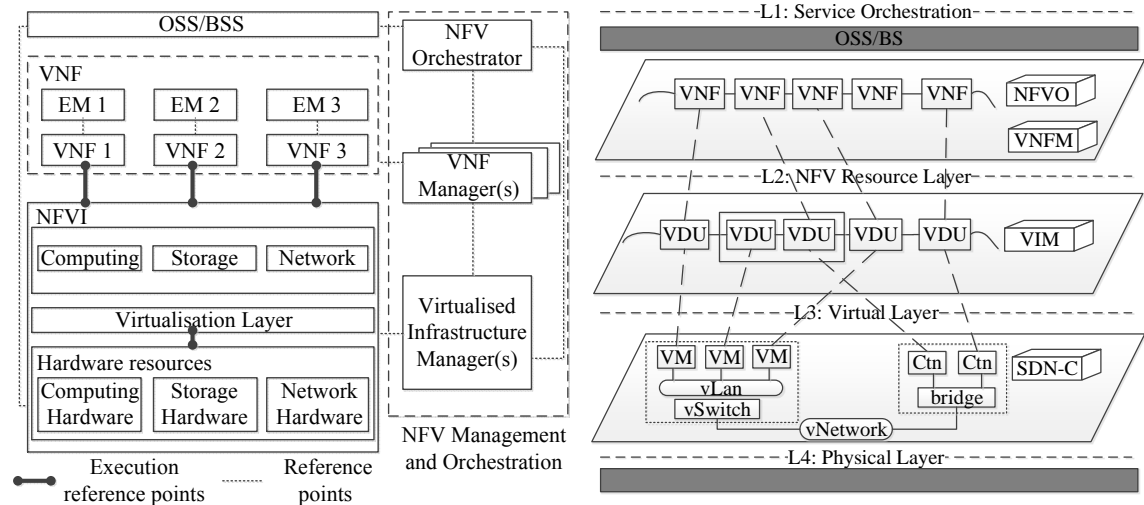 OSS/BSS
VNF
EM 1
EM 2
EM 3
VNF 1
VNF 2
VNF 3
NFVI
Computing
Storage
Network
Virtualisation Layer
Hardware resources
Computing
Hardware
Storage
Hardware
Network
Hardware
Execution
reference points
Reference
points
NFV
Orchestrator
VNF
Manager(s)
Virtualised
Infrastructure
Manager(s)
NFV Management
and Orchestration
L1: Service Orchestration
OSS/BS
VNF
VNF
VNF
VNF
VNF
NFVO
VNFM
L2: NFV Resource Layer
VDU
VDU
VDU
VDU
VDU
VIM
L3: Virtual Layer
VM
VM
VM
vLan
vSwitch
Ctn
Ctn
bridge
SDN-C
vNetwork
L4: Physical Layer